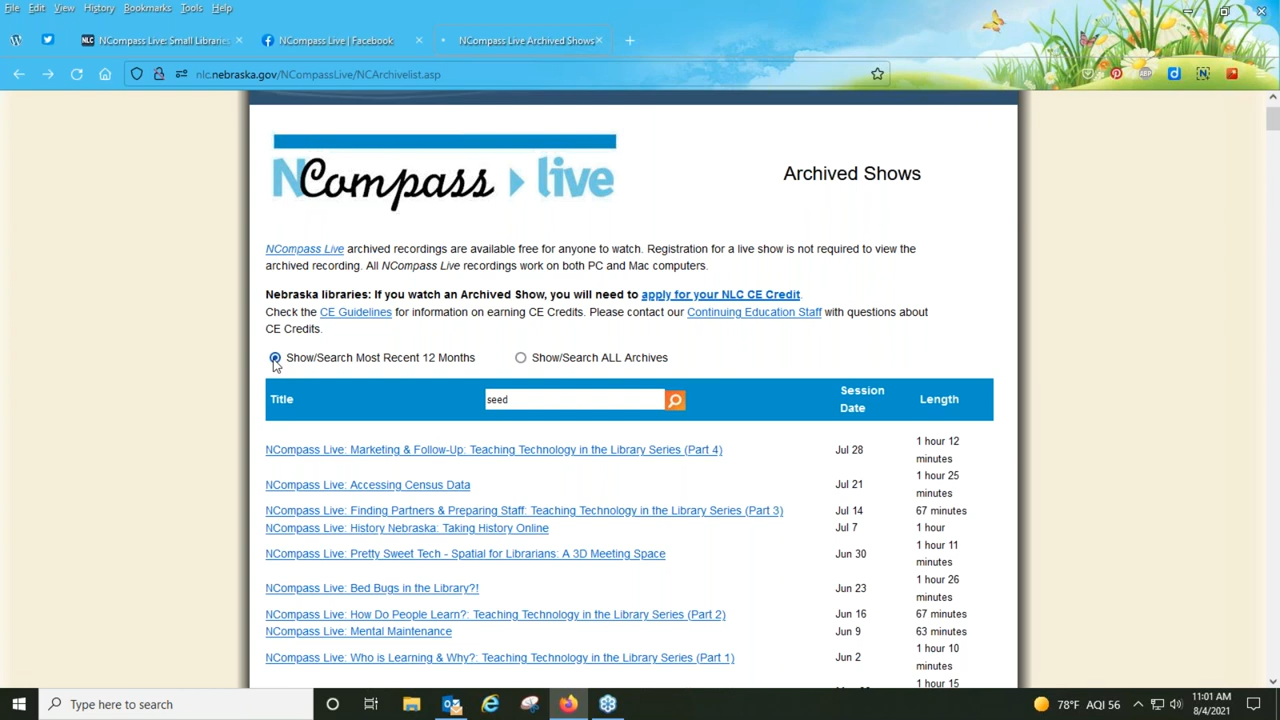 File Edit View History Bookmarks Tools Help
NLC NCompass Live: Small Libraries
NCompass Live | Facebook
NCompass Live Archived Shows
nlc.nebraska.gov/NCompassLive/NCArchivelist.asp
NCompass live
Archived Shows
NCompass Live archived recordings are available free for anyone to watch. Registration for a live show is not required to view the
archived recording. All NCompass Live recordings work on both PC and Mac computers.
Nebraska libraries: If you watch an Archived Show, you will need to apply for your NLC CE Credit.
Check the CE Guidelines for information on earning CE Credits. Please contact our Continuing Education Staff with questions about
CE Credits.
Show/Search Most Recent 12 Months Show/Search ALL Archives
Title seed Session Date Length
NCompass Live: Marketing & Follow-Up: Teaching Technology in the Library Series (Part 4) Jul 28 1 hour 12 minutes
NCompass Live: Accessing Census Data Jul 21 1 hour 25 minutes
NCompass Live: Finding Partners & Preparing Staff: Teaching Technology in the Library Series (Part 3) Jul 14 67 minutes
NCompass Live: History Nebraska: Taking History Online Jul 7 1 hour
NCompass Live: Pretty Sweet Tech - Spatial for Librarians: A 3D Meeting Space Jun 30 1 hour 11 minutes
NCompass Live: Bed Bugs in the Library?! Jun 23 1 hour 26 minutes
NCompass Live: How Do People Learn?: Teaching Technology in the Library Series (Part 2) Jun 16 67 minutes
NCompass Live: Mental Maintenance Jun 9 63 minutes
NCompass Live: Who is Learning & Why?: Teaching Technology in the Library Series (Part 1) Jun 2 1 hour 10 minutes
1 hour 15
Type here to search
78°F AQI 56
11:01 AM
8/4/2021